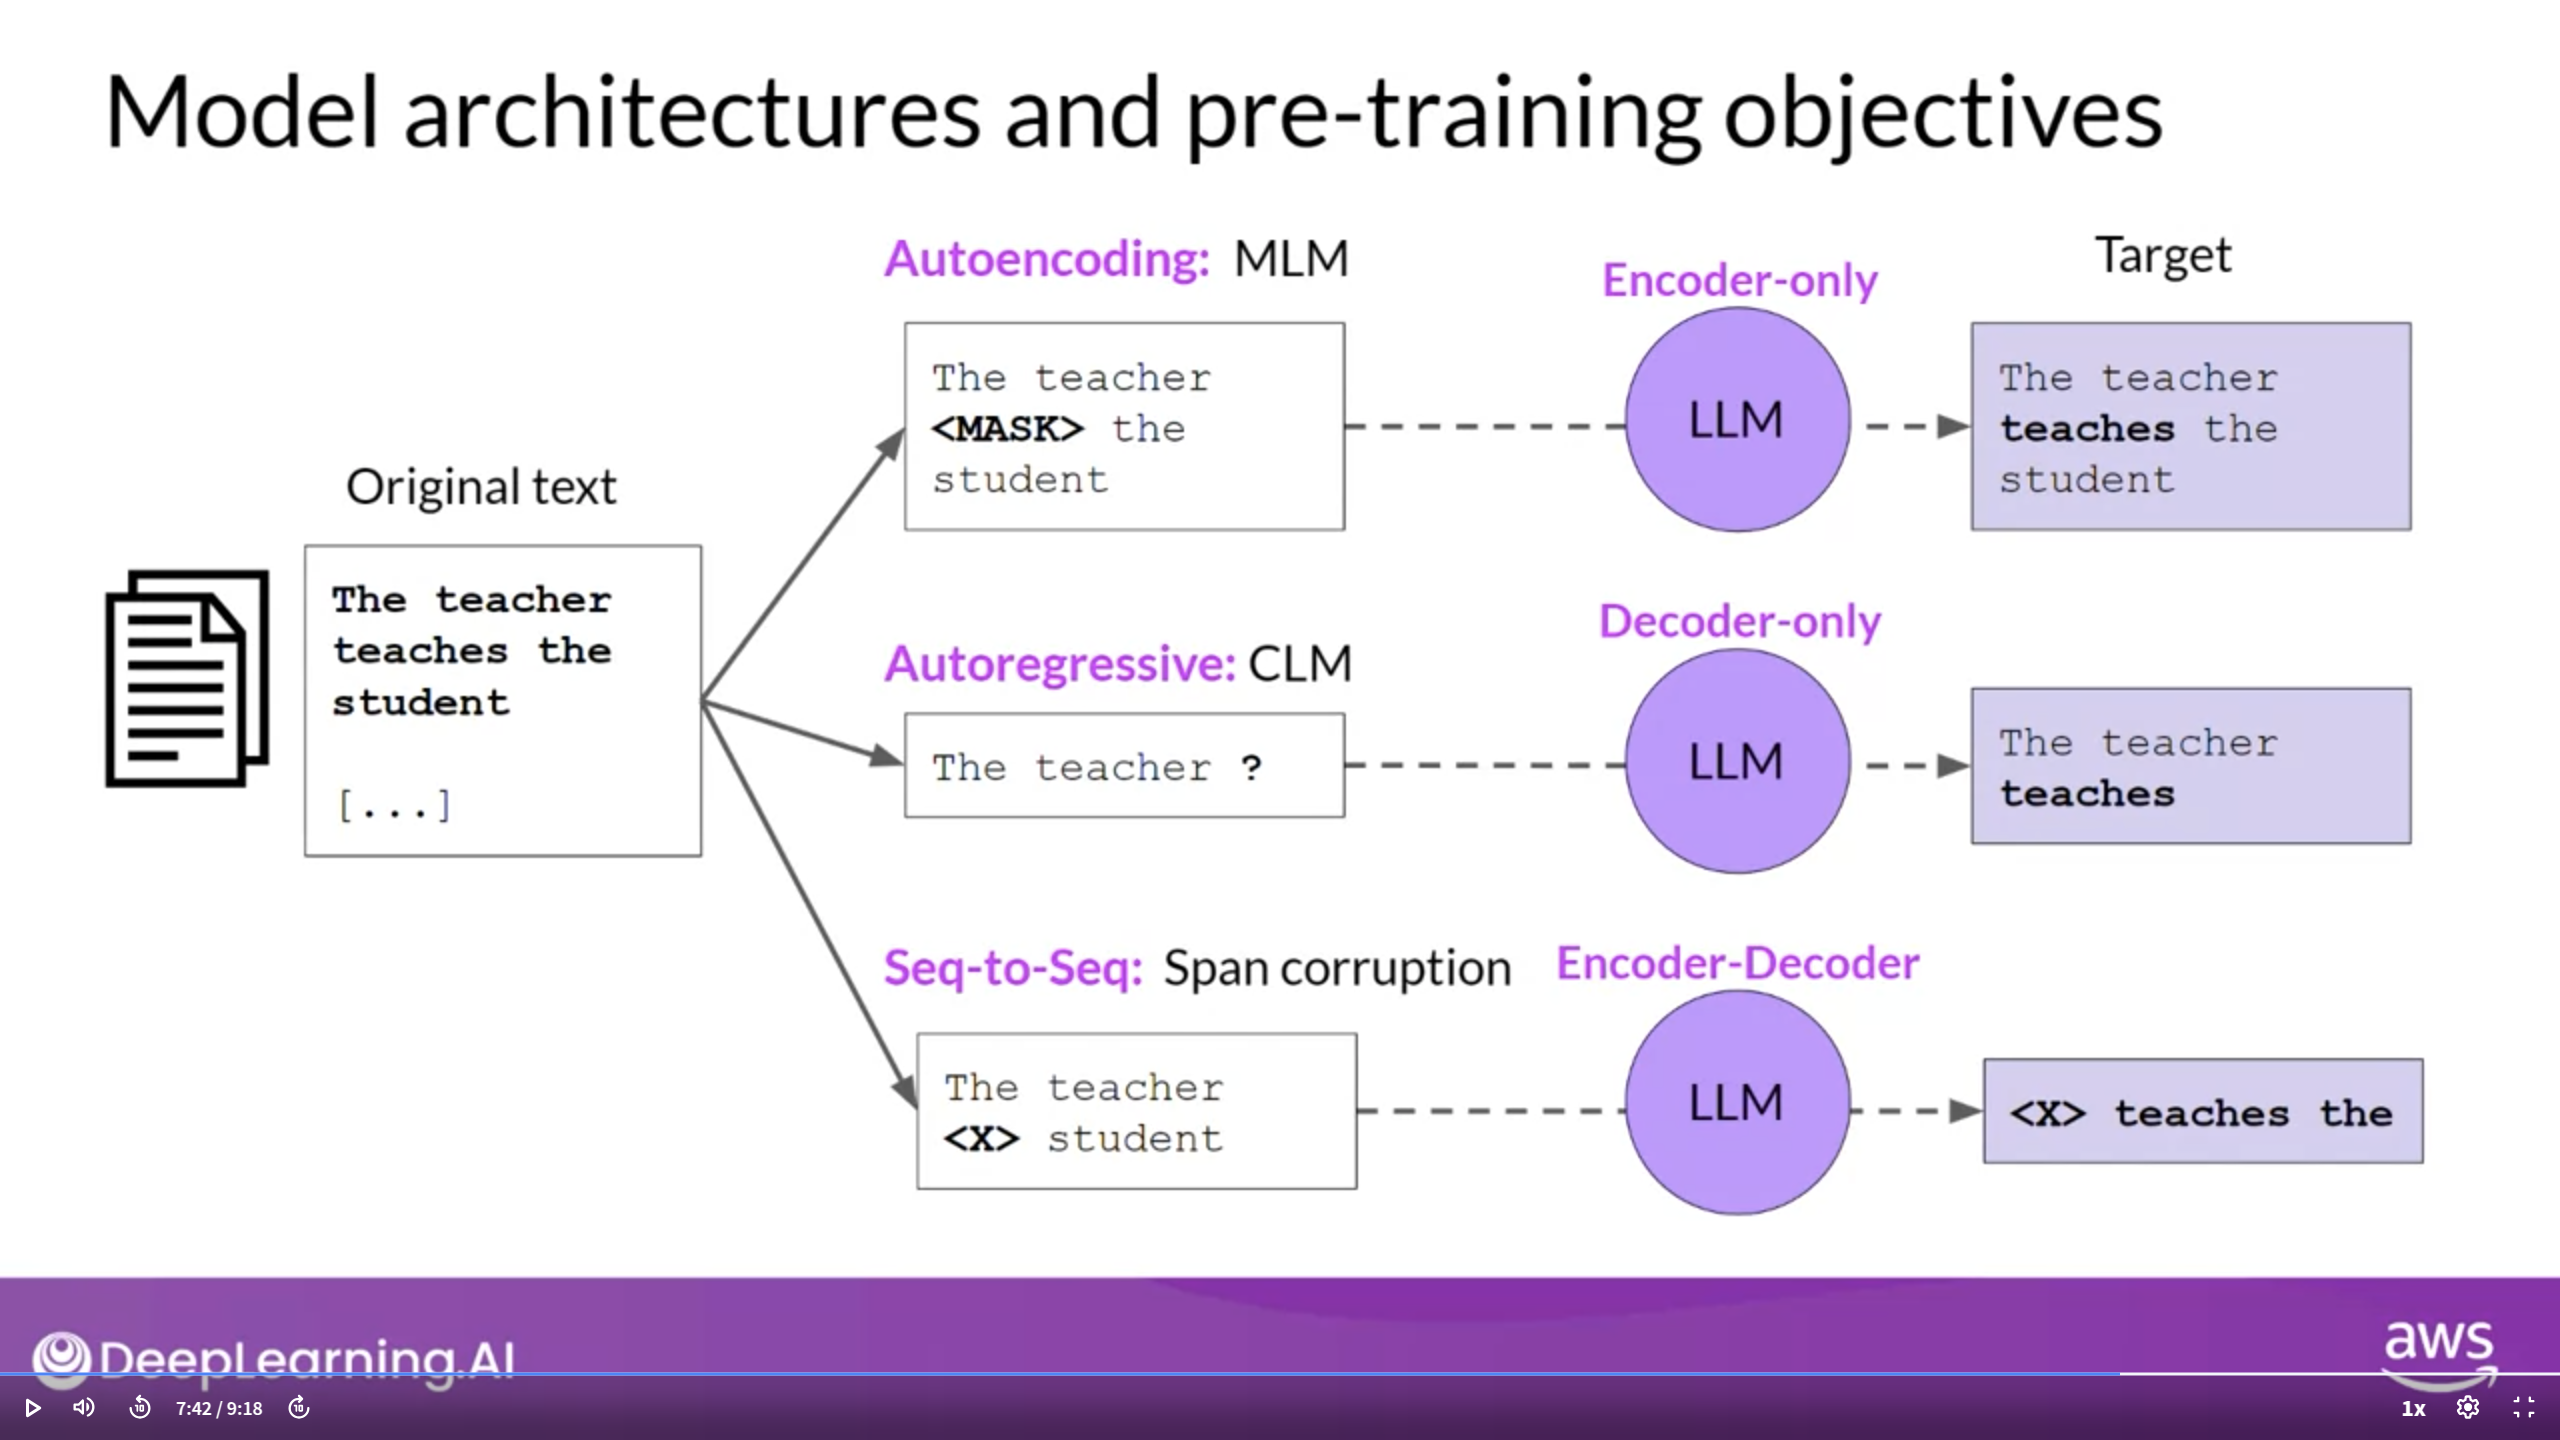 Model architectures and pre-training objectives
Original text
The teacher
teaches the
student
[...]
Autoencoding: MLM
The teacher
<MASK> the
student
Encoder-only
LLM
Target
The teacher
teaches the
student
Autoregressive: CLM
The teacher ?
Decoder-only
LLM
The teacher
teaches
Seq-to-Seq: Span corruption
The teacher
<X> student
Encoder-Decoder
LLM
<X> teaches the
DeepLearning.AI
aws
10
7:42 / 9:18
10
1x